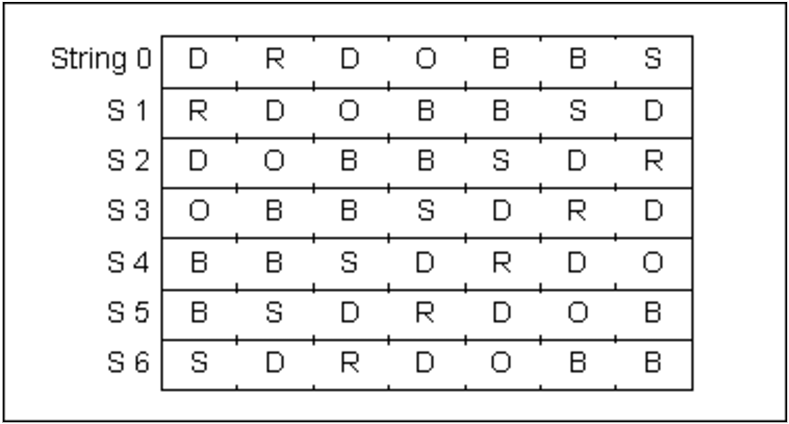 String 0 D R D O B B S
S 1 R D O B B S D
S 2 D O B B S D R
S 3 O B B S D R D
S 4 B B S D R D O
S 5 B S D R D O B
S 6 S D R D O B B